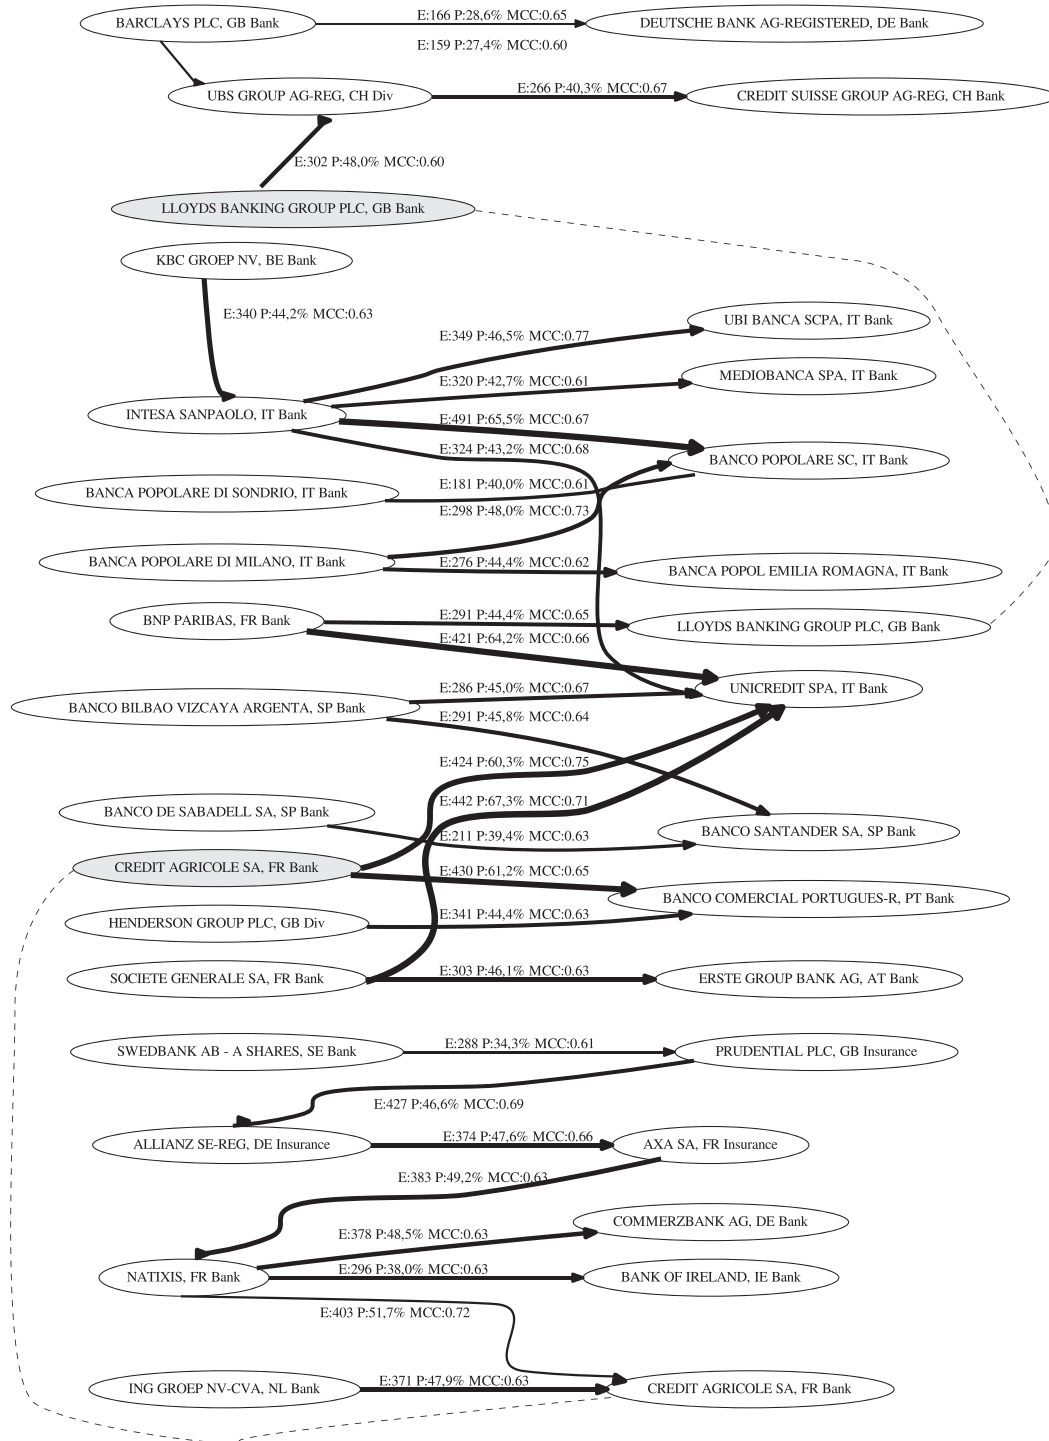 BARCLAYS PLC, GB Bank
E:166 P:28,6% MCC:0.65
DEUTSCHE BANK AG-REGISTERED, DE Bank
E:159 P:27,4% MCC:0.60
UBS GROUP AG-REG, CH Div
E:266 P:40,3% MCC:0.67
CREDIT SUISSE GROUP AG-REG, CH Bank
E:302 P:48,0% MCC:0.60
LLOYDS BANKING GROUP PLC, GB Bank
KBC GROEP NV, BE Bank
E:340 P:44,2% MCC:0.63
UBI BANCA SCPA, IT Bank
E:349 P:46,5% MCC:0.77
MEDIOBANCA SPA, IT Bank
E:320 P:42,7% MCC:0.61
INTESA SANPAOLO, IT Bank
E:491 P:65,5% MCC:0.67
E:324 P:43,2% MCC:0.68
BANCO POPOLARE SC, IT Bank
E:181 P:40,0% MCC:0.61
BANCA POPOLARE DI SONDRIO, IT Bank
E:298 P:48,0% MCC:0.73
BANCA POPOLARE DI MILANO, IT Bank
E:276 P:44,4% MCC:0.62
BANCA POPOL EMILIA ROMAGNA, IT Bank
BNP PARIBAS, FR Bank
E:291 P:44,4% MCC:0.65
LLOYDS BANKING GROUP PLC, GB Bank
E:421 P:64,2% MCC:0.66
E:286 P:45,0% MCC:0.67
UNICREDIT SPA, IT Bank
BANCO BILBAO VIZCAYA ARGENTA, SP Bank
E:291 P:45,8% MCC:0.64
E:424 P:60,3% MCC:0.75
E:442 P:67,3% MCC:0.71
BANCO DE SABADELL SA, SP Bank
E:211 P:39,4% MCC:0.63
BANCO SANTANDER SA, SP Bank
CREDIT AGRICOLE SA, FR Bank
E:430 P:61,2% MCC:0.65
BANCO COMERCIAL PORTUGUES-R, PT Bank
E:341 P:44,4% MCC:0.63
HENDERSON GROUP PLC, GB Div
SOCIETE GENERALE SA, FR Bank
E:303 P:46,1% MCC:0.63
ERSTE GROUP BANK AG, AT Bank
SWEDBANK AB - A SHARES, SE Bank
E:288 P:34,3% MCC:0.61
PRUDENTIAL PLC, GB Insurance
E:427 P:46,6% MCC:0.69
ALLIANZ SE-REG, DE Insurance
E:374 P:47,6% MCC:0.66
AXA SA, FR Insurance
E:383 P:49,2% MCC:0.63
COMMERZBANK AG, DE Bank
E:378 P:48,5% MCC:0.63
NATIXIS, FR Bank
E:296 P:38,0% MCC:0.63
BANK OF IRELAND, IE Bank
E:403 P:51,7% MCC:0.72
ING GROEP NV-CVA, NL Bank
E:371 P:47,9% MCC:0.63
CREDIT AGRICOLE SA, FR Bank